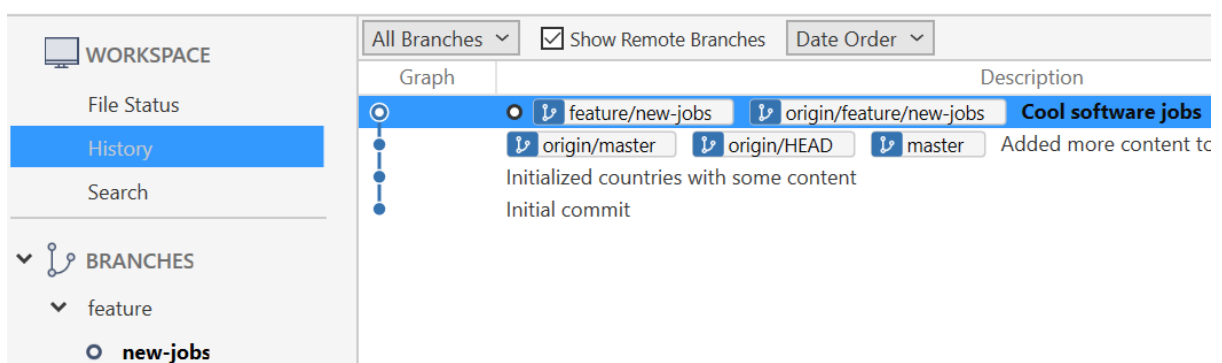 WORKSPACE
File Status
History
Search
BRANCHES
feature
new-jobs
All Branches Show Remote Branches Date Order
Graph Description
feature/new-jobs origin/feature/new-jobs Cool software jobs
origin/master origin/HEAD master Added more content to
Initialized countries with some content
Initial commit